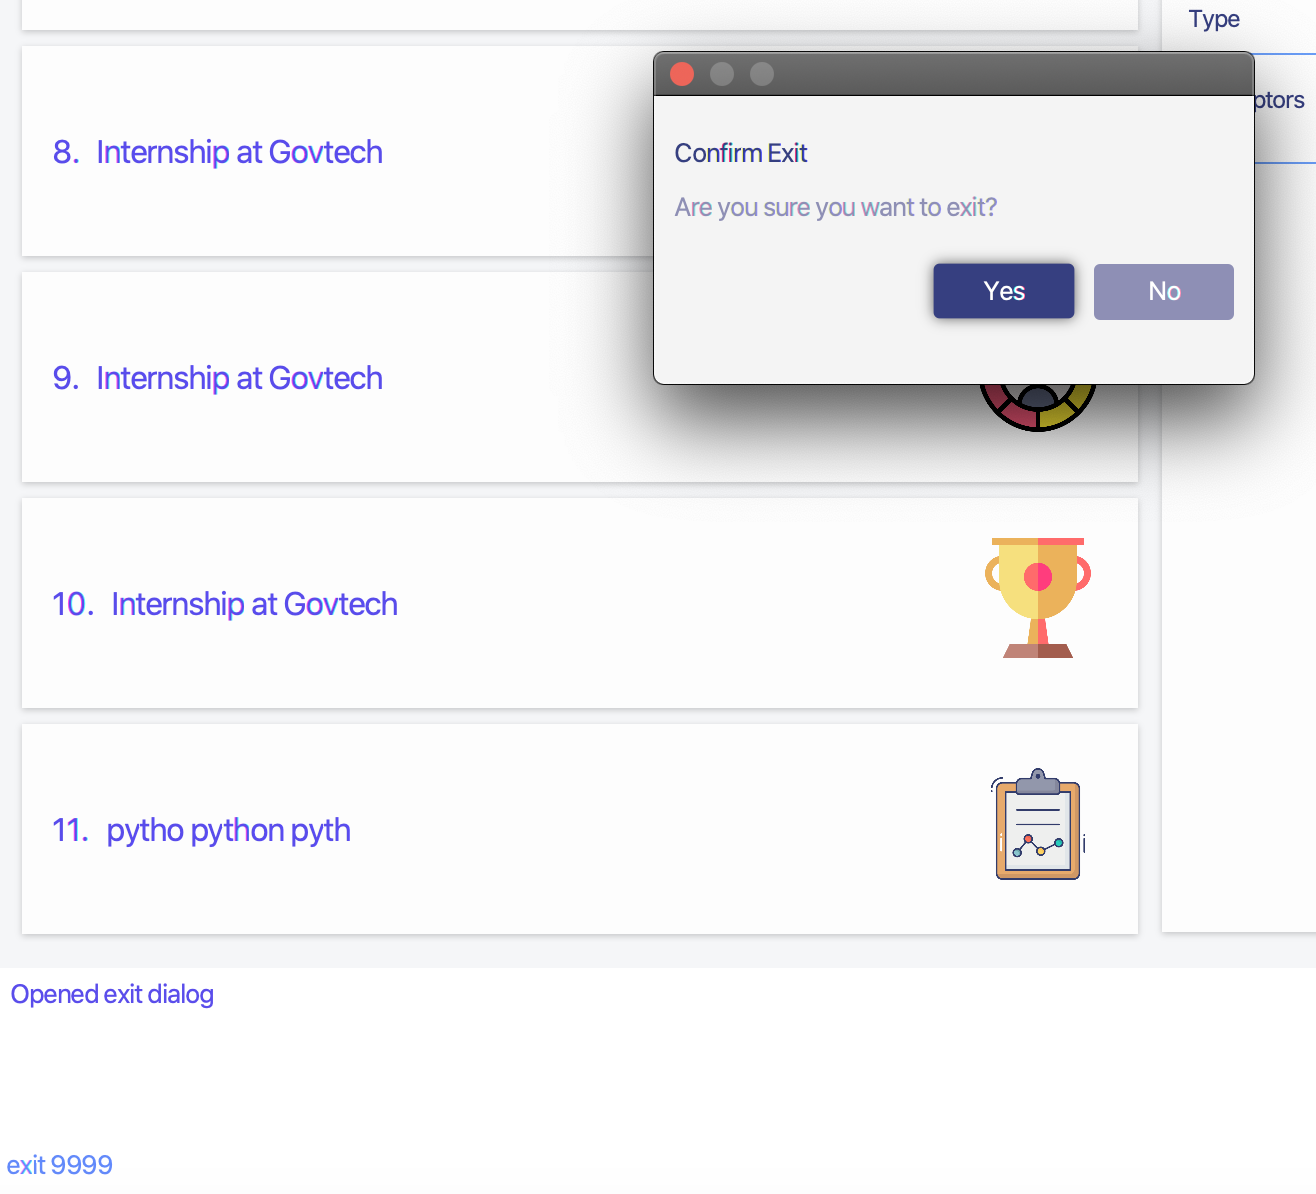 Type
ptors
Confirm Exit
Are you sure you want to exit?
Yes No
8. Internship at Govtech
9. Internship at Govtech
10. Internship at Govtech
11. pytho python pyth
Opened exit dialog
exit 9999